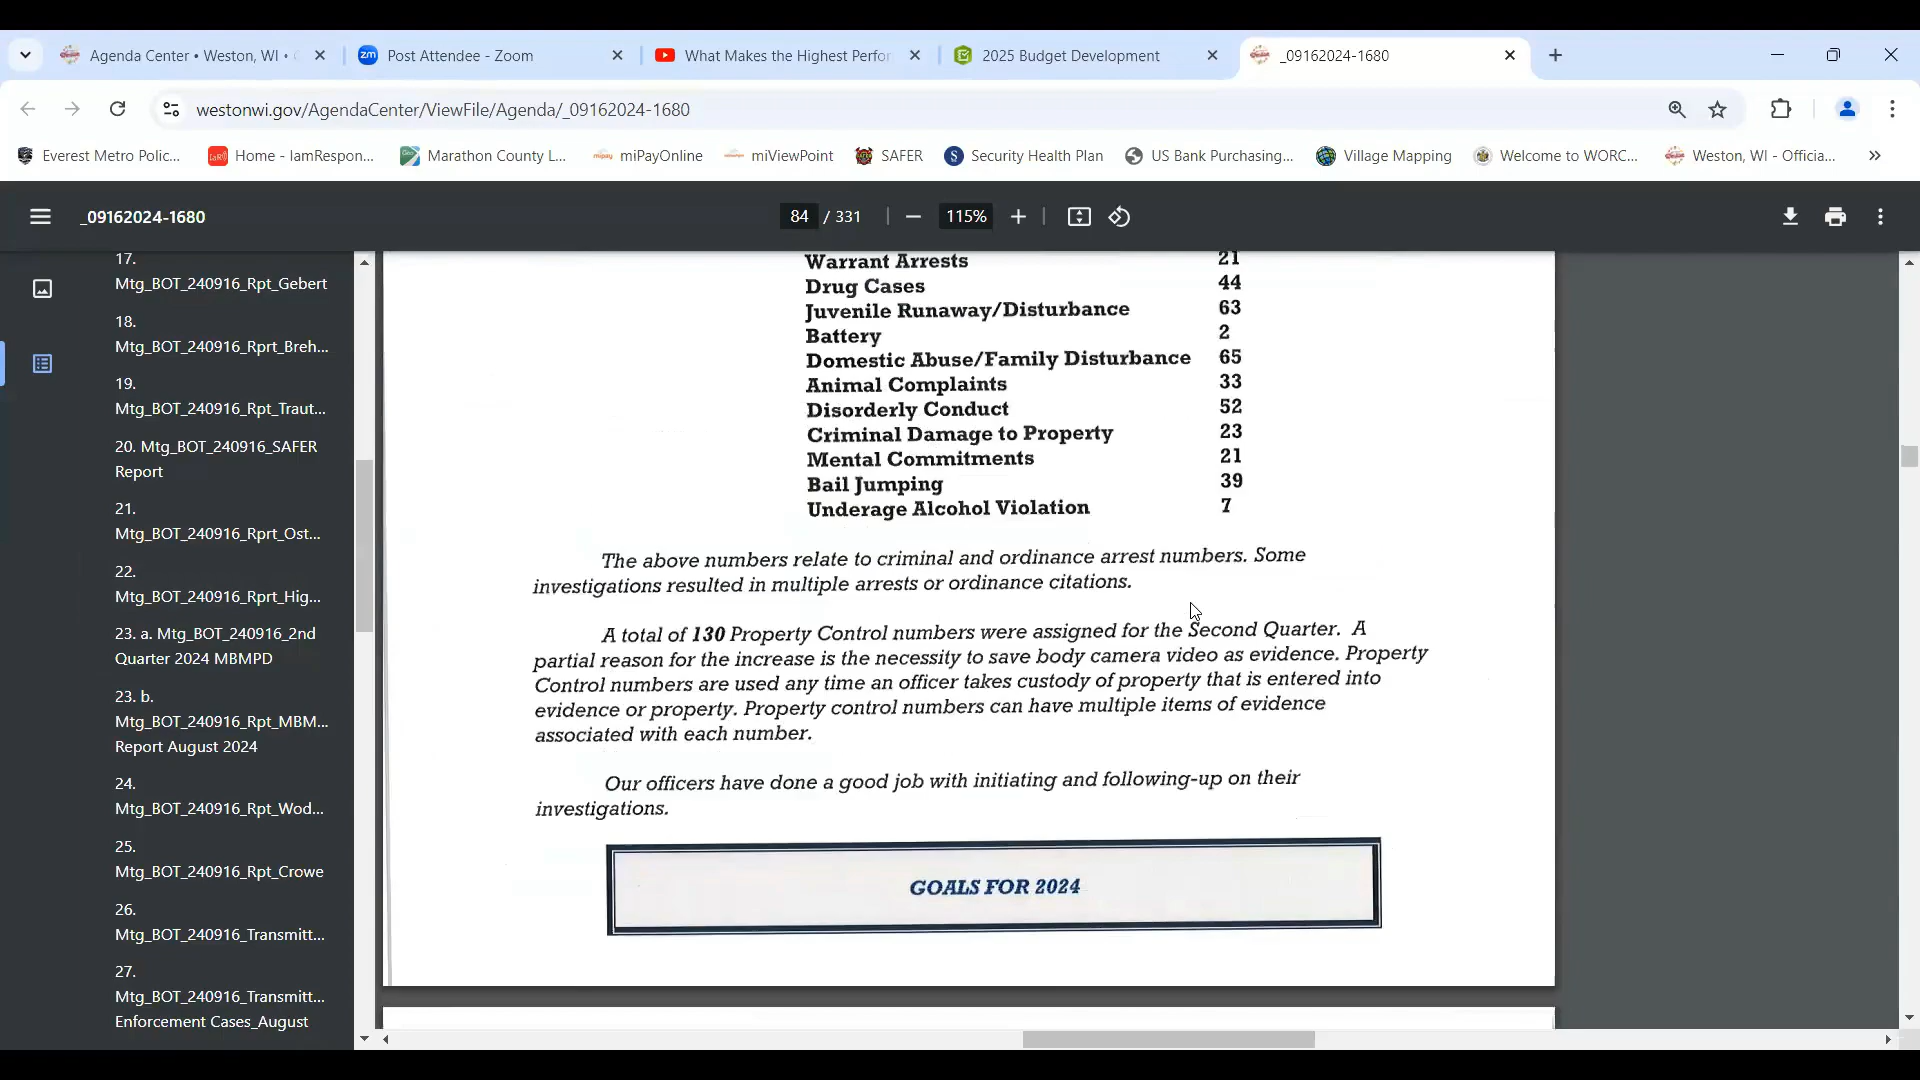 Agenda Center • Weston, WI •
Post Attendee - Zoom
What Makes the Highest Perfor
2025 Budget Development
_09162024-1680
westonwi.gov/AgendaCenter/ViewFile/Agenda/_09162024-1680
Everest Metro Polic...
Home - IamRespon...
Marathon County L...
miPayOnline
miViewPoint
SAFER
Security Health Plan
US Bank Purchasing...
Village Mapping
Welcome to WORC...
Weston, WI - Officia...
_09162024-1680
84 / 331
115%
17.
Mtg_BOT_240916_Rpt_Gebert
18.
Mtg_BOT_240916_Rprt_Breh...
19.
Mtg_BOT_240916_Rpt_Traut...
20. Mtg_BOT_240916_SAFER
Report
21.
Mtg_BOT_240916_Rprt_Ost...
22.
Mtg_BOT_240916_Rprt_Hig...
23. a. Mtg_BOT_240916_2nd
Quarter 2024 MBMPD
23. b.
Mtg_BOT_240916_Rpt_MBM...
Report August 2024
24.
Mtg_BOT_240916_Rpt_Wod...
25.
Mtg_BOT_240916_Rpt_Crowe
26.
Mtg_BOT_240916_Transmitt...
27.
Mtg_BOT_240916_Transmitt...
Enforcement Cases_August
Warrant Arrests 21
Drug Cases 44
Juvenile Runaway/Disturbance 63
Battery 2
Domestic Abuse/Family Disturbance 65
Animal Complaints 33
Disorderly Conduct 52
Criminal Damage to Property 23
Mental Commitments 21
Bail Jumping 39
Underage Alcohol Violation 7
The above numbers relate to criminal and ordinance arrest numbers. Some
investigations resulted in multiple arrests or ordinance citations.
A total of 130 Property Control numbers were assigned for the Second Quarter. A
partial reason for the increase is the necessity to save body camera video as evidence. Property
Control numbers are used any time an officer takes custody of property that is entered into
evidence or property. Property control numbers can have multiple items of evidence
associated with each number.
Our officers have done a good job with initiating and following-up on their
investigations.
GOALS FOR 2024